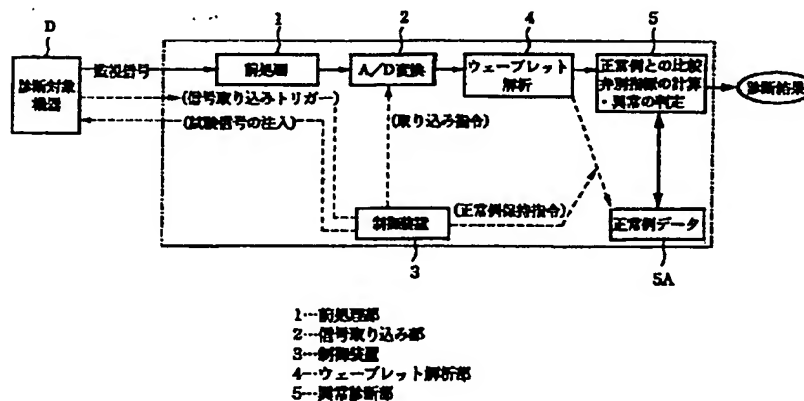 D
1
2
4
5
診断対象
機器
監視信号
前処理
A/D変換
ウェーブレット
解析
正常例との比較
弁別指標の計算
・異常の判定
診断結果
(信号取り込みトリガー)
(試験信号の注入)
(取り込み指令)
(正常例保持指令)
制御装置
正常例データ
3
5A
1…前処理部
2…信号取り込み部
3…制御装置
4…ウェーブレット解析部
5…異常診断部